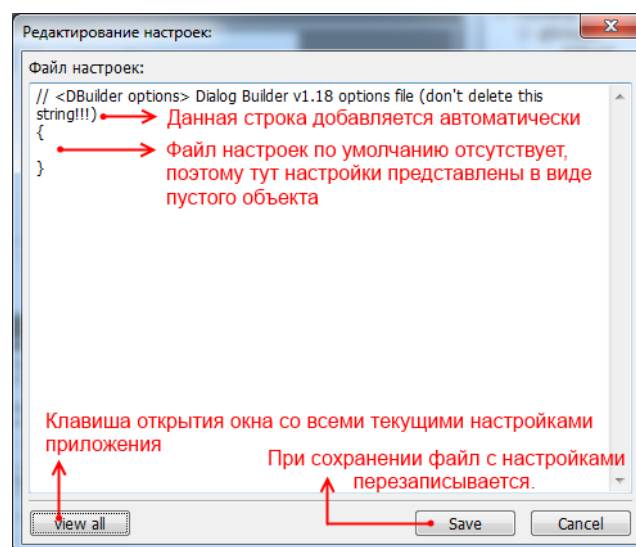 Редактирование настроек:
Файл настроек:
// <DBuilder options> Dialog Builder v1.18 options file (don't delete this
string!!!)
Данная строка добавляется автоматически
{
Файл настроек по умолчанию отсутствует,
поэтому тут настройки представлены в виде
}
пустого объекта
Клавиша открытия окна со всеми текущими настройками
приложения
При сохранении файл с настройками
перезаписывается.
View all
Save
Cancel